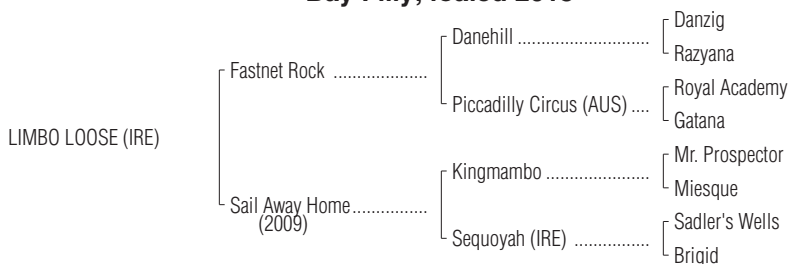 Bay Filly; foaled 2018
Danzig
Danehill
Razyana
Fastnet Rock
Royal Academy
Piccadilly Circus (AUS)
Gatana
LIMBO LOOSE (IRE)
Mr. Prospector
Kingmambo
Miesque
Sail Away Home
(2009)
Sadler's Wells
Sequoyah (IRE)
Brigid